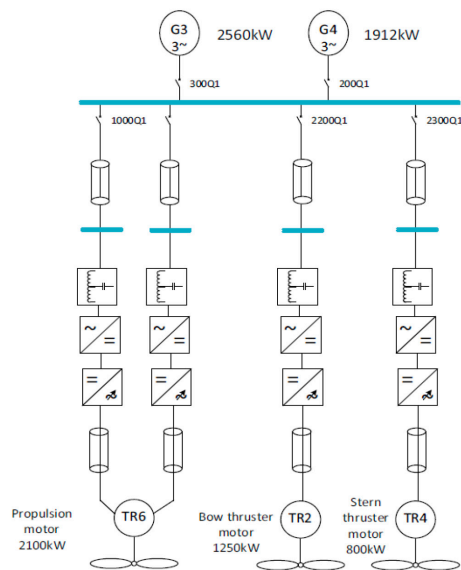 G3
3~
2560kW
G4
3~
1912kW
300Q1
200Q1
1000Q1
2200Q1
2300Q1
~
=
~
=
~
=
~
=
=
=
=
=
Propulsion
motor
2100kW
TR6
Bow thruster
motor
1250kW
TR2
Stern
thruster
motor
800kW
TR4